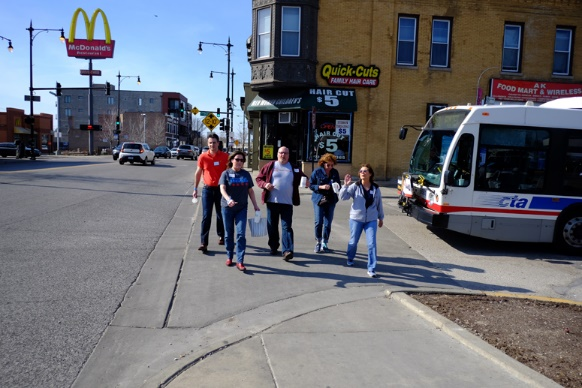 McDonald's
Quick-Cuts
FAMILY HAIR CARE
HAIR CUT
$5
HAIR CUT
$5
AK
FOOD MART & WIRELESS
cta